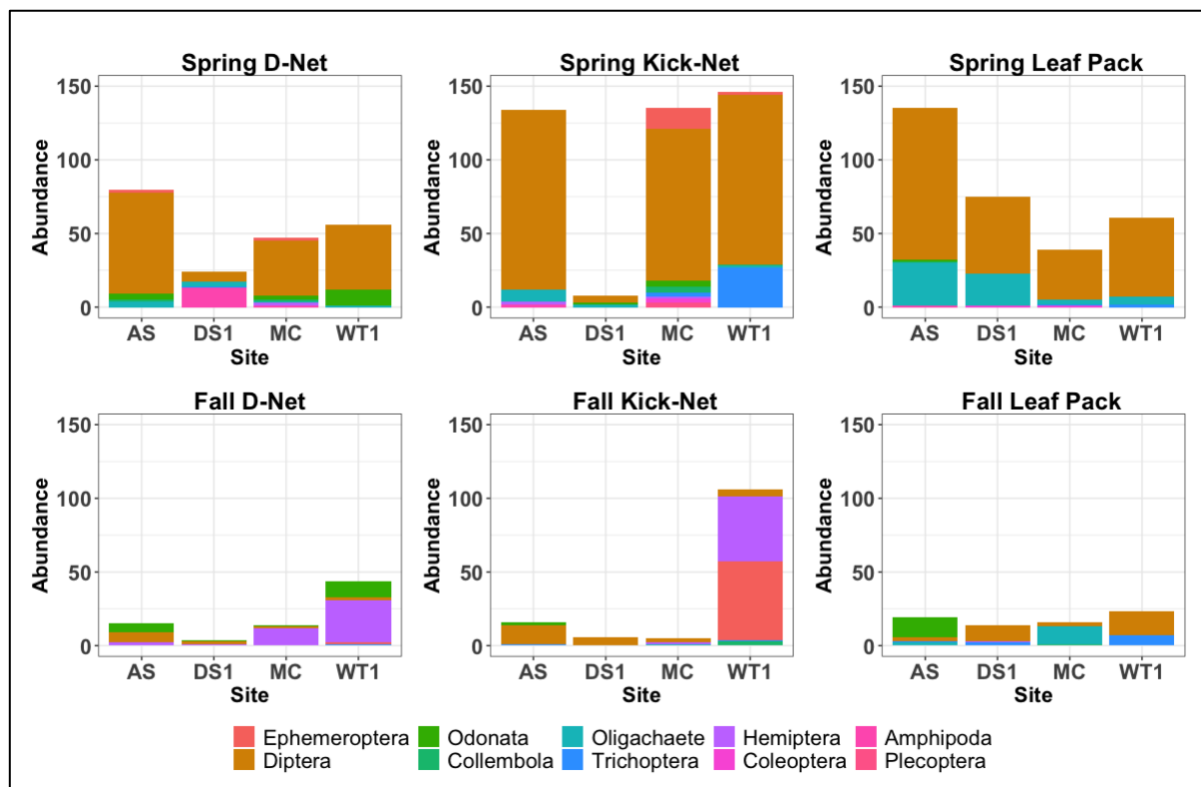 Spring D-Net Spring Kick-Net Spring Leaf Pack
150 150 150
Abundance Abundance Abundance
100 100 100
50 50 50
0 0 0
AS DS1 MC WT1 AS DS1 MC WT1 AS DS1 MC WT1
Site Site Site
Fall D-Net Fall Kick-Net Fall Leaf Pack
150 150 150
Abundance Abundance Abundance
100 100 100
50 50 50
0 0 0
AS DS1 MC WT1 AS DS1 MC WT1 AS DS1 MC WT1
Site Site Site
Ephemeroptera Odonata Oligachaete Hemiptera Amphipoda
Diptera Collembola Trichoptera Coleoptera Plecoptera